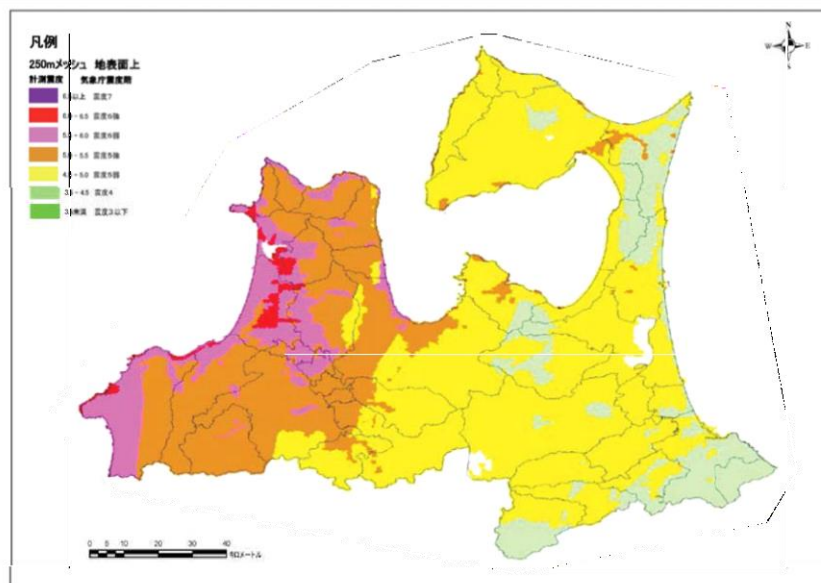 凡例
250mメッシュ 地表面上
計測震度 気象庁震度階
以上 震度7
6.0 - 6.5 震度6強
5.5 - 6.0 震度6弱
5.0 - 5.5 震度5強
4.5 - 5.0 震度5弱
3.5 - 4.5 震度4
未満 震度3以下
N
W E
S
0 5 10 20 30 40
キロメートル